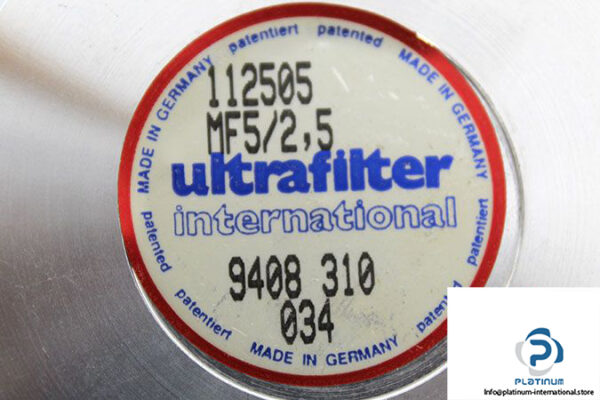 patentiert patented MADE IN GERMANY patentiert patented MADE IN GERMANY patentiert patented MADE IN GERMANY
112505
MF5/2,5
ultrafilter
international
9408 310
034
PLATINUM
Info@platinum-international.store